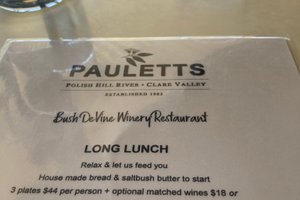 PAULETTS
POLISH HILL RIVER • CLARE VALLEY
ESTABLISHED 1983
Bush DeVine Winery Restaurant
LONG LUNCH
Relax & let us feed you
House made bread & saltbush butter to start
3 plates $44 per person + optional matched wines $18 or